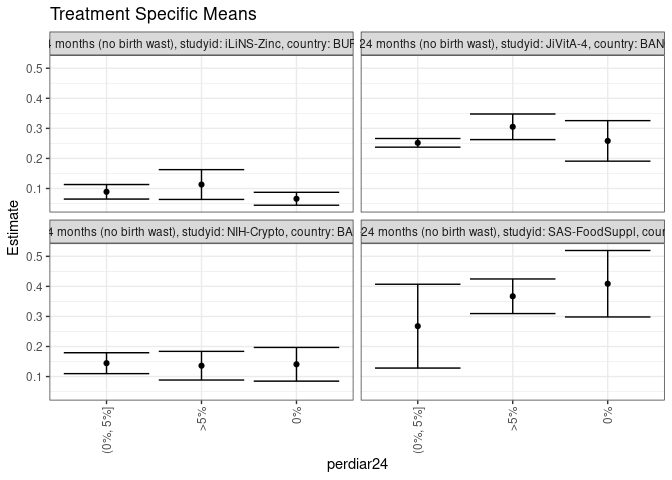 Treatment Specific Means
4 months (no birth wast), studyid: iLiNS-Zinc, country: BUR
24 months (no birth wast), studyid: JiVitA-4, country: BAN
0.5
0.4
0.3
0.2
0.1
4 months (no birth wast), studyid: NIH-Crypto, country: BA
24 months (no birth wast), studyid: SAS-FoodSuppl, cour
0.5
0.4
0.3
0.2
0.1
Estimate
(0%, 5%]
>5%
0%
(0%, 5%]
>5%
0%
perdiar24